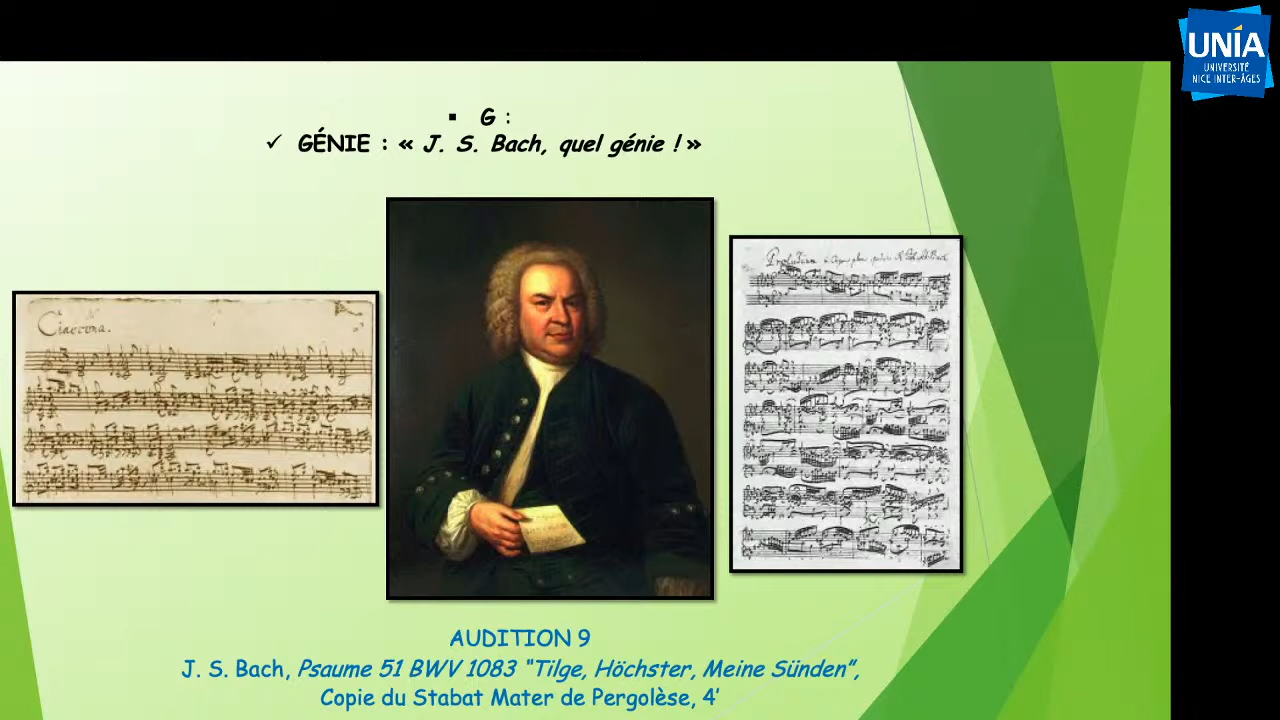 UNIA
UNIVERSITÉ
NICE INTER-ÂGES
▪ G :
✓ GÉNIE : « J. S. Bach, quel génie ! »
Ciaccona.
Præludium
AUDITION 9
J. S. Bach, Psaume 51 BWV 1083 “Tilge, Höchster, Meine Sünden”,
Copie du Stabat Mater de Pergolèse, 4’